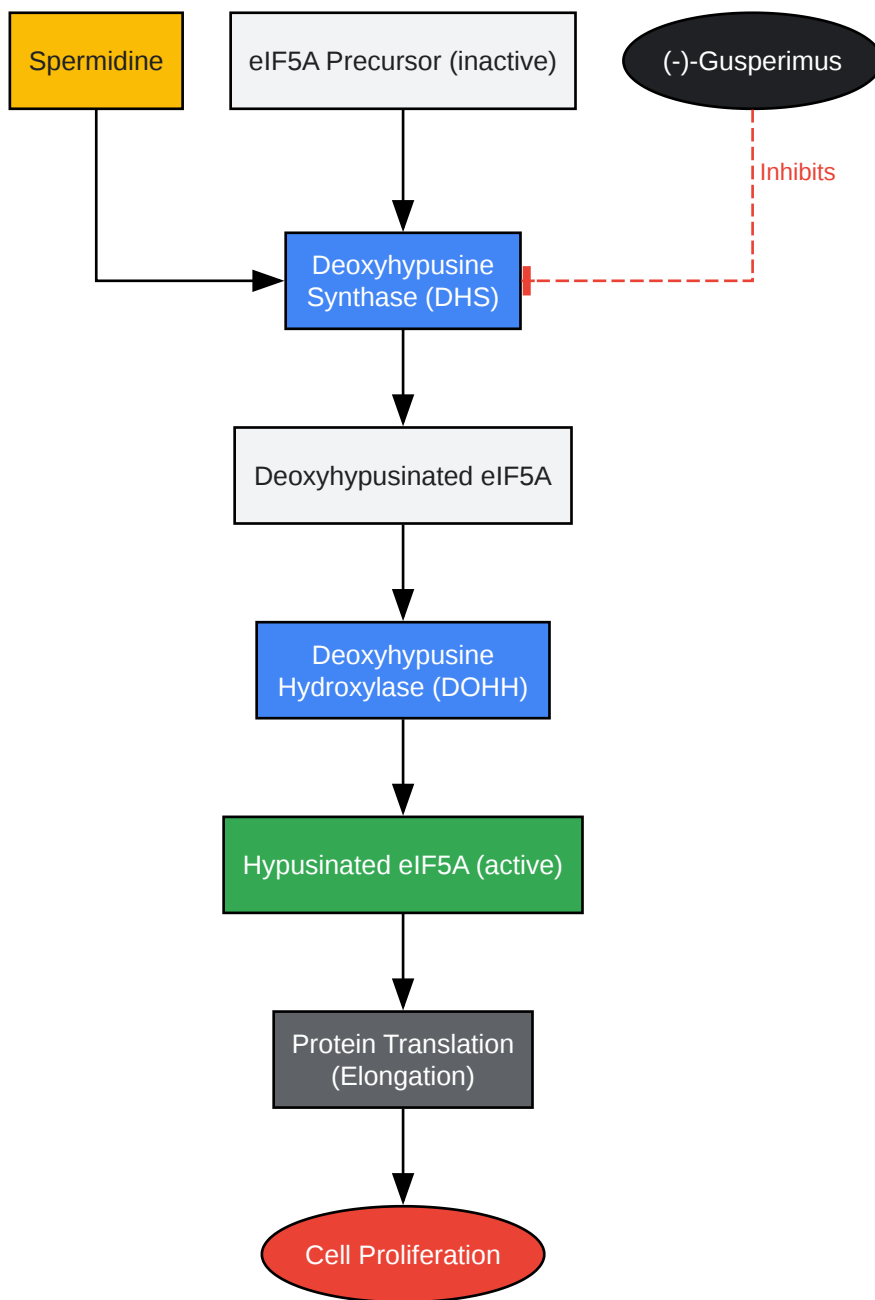 Spermidine
eIF5A Precursor (inactive)
(-)-Gusperimus
Inhibits
Deoxyhypusine
Synthase (DHS)
Deoxyhypusinated eIF5A
Deoxyhypusine
Hydroxylase (DOHH)
Hypusinated eIF5A (active)
Protein Translation
(Elongation)
Cell Proliferation